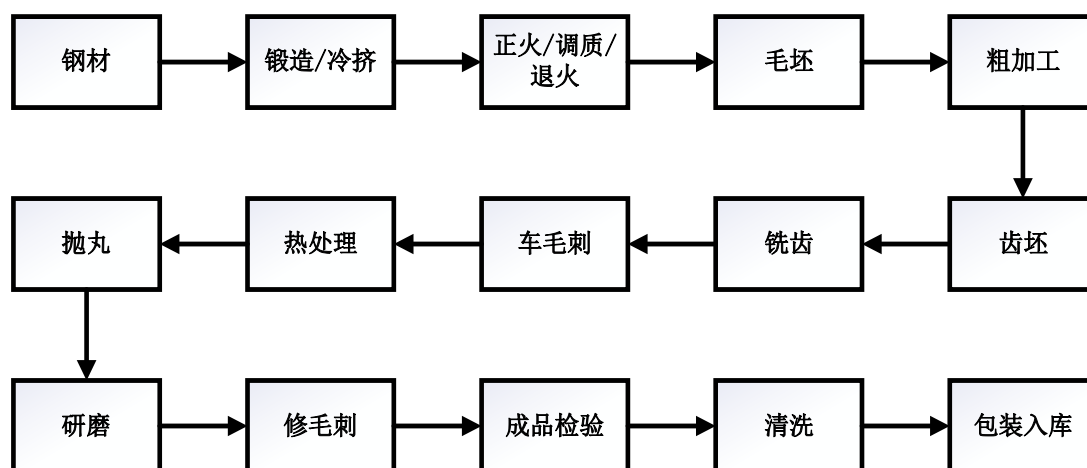 钢材
锻造/冷挤
正火/调质/
退火
毛坯
粗加工
抛丸
热处理
车毛刺
铣齿
齿坯
研磨
修毛刺
成品检验
清洗
包装入库